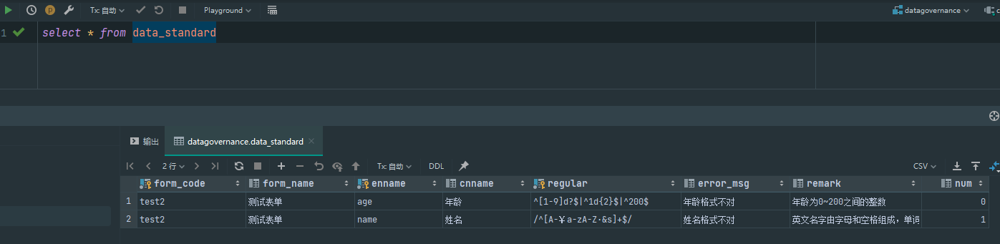 Tx: 自动 Playground datagovernance c
1 select * from data_standard
输出 datagovernance.data_standard
2 行 Tx: 自动 DDL CSV
form_code form_name enname cnname regular error_msg remark num
1 test2 测试表单 age 年龄 ^[1-9]d?$|^1d{2}$|^200$ 年龄格式不对 年龄为0~200之间的整数 0
2 test2 测试表单 name 姓名 /^[A-¥a-zA-Z·&s]+$/ 姓名格式不对 英文名字由字母和空格组成，单词 1